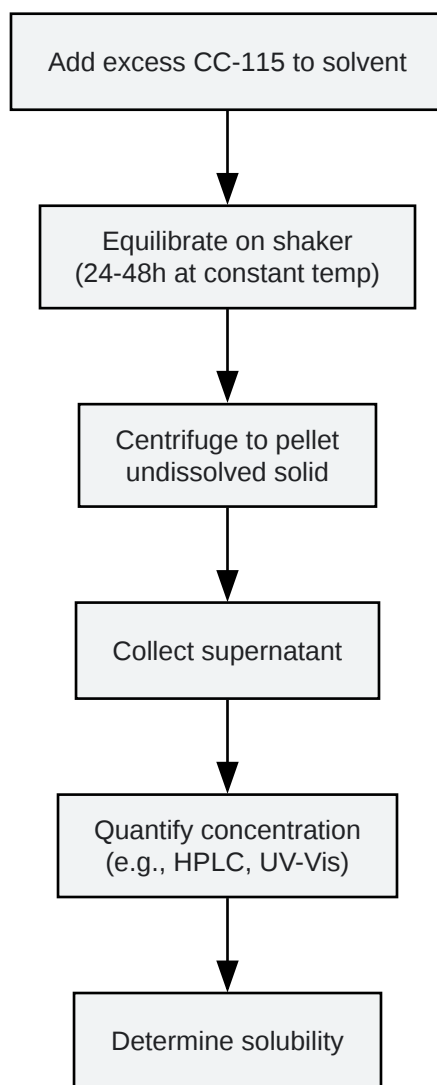 Add excess CC-115 to solvent
Equilibrate on shaker
(24-48h at constant temp)
Centrifuge to pellet
undissolved solid
Collect supernatant
Quantify concentration
(e.g., HPLC, UV-Vis)
Determine solubility